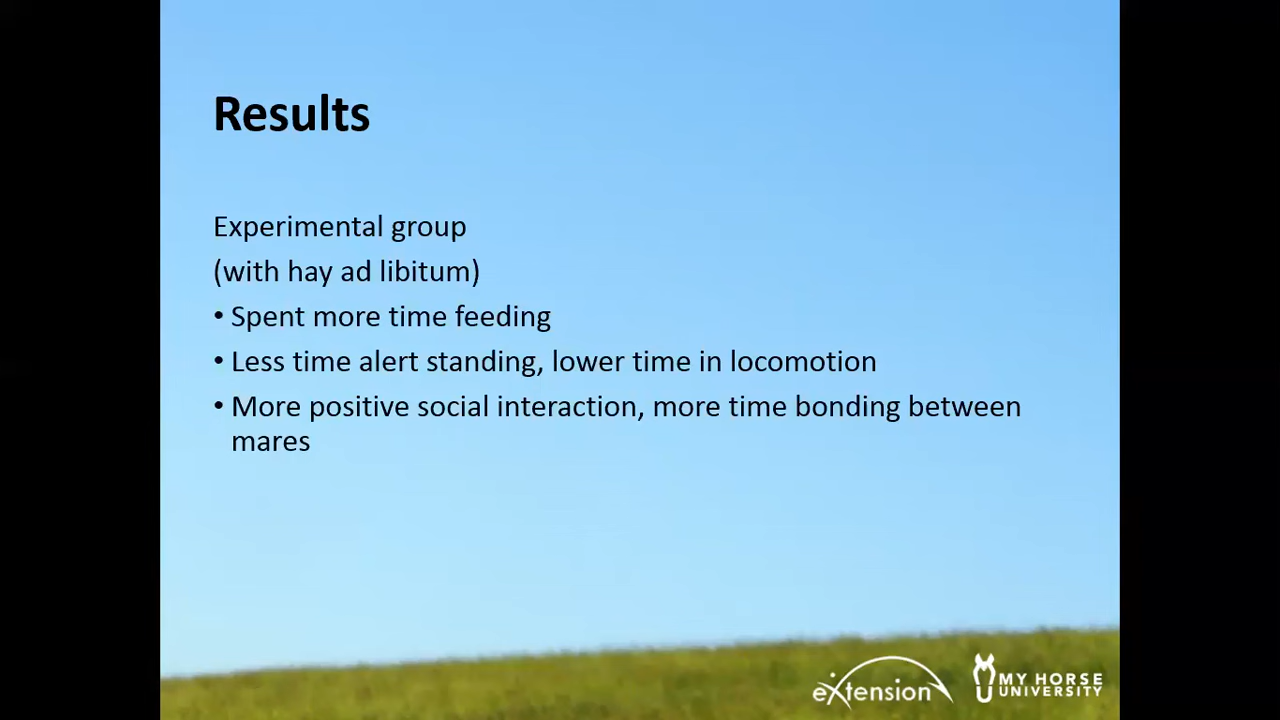 Results
Experimental group
(with hay ad libitum)
• Spent more time feeding
• Less time alert standing, lower time in locomotion
• More positive social interaction, more time bonding between
mares
eXtension
MY HORSE
UNIVERSITY